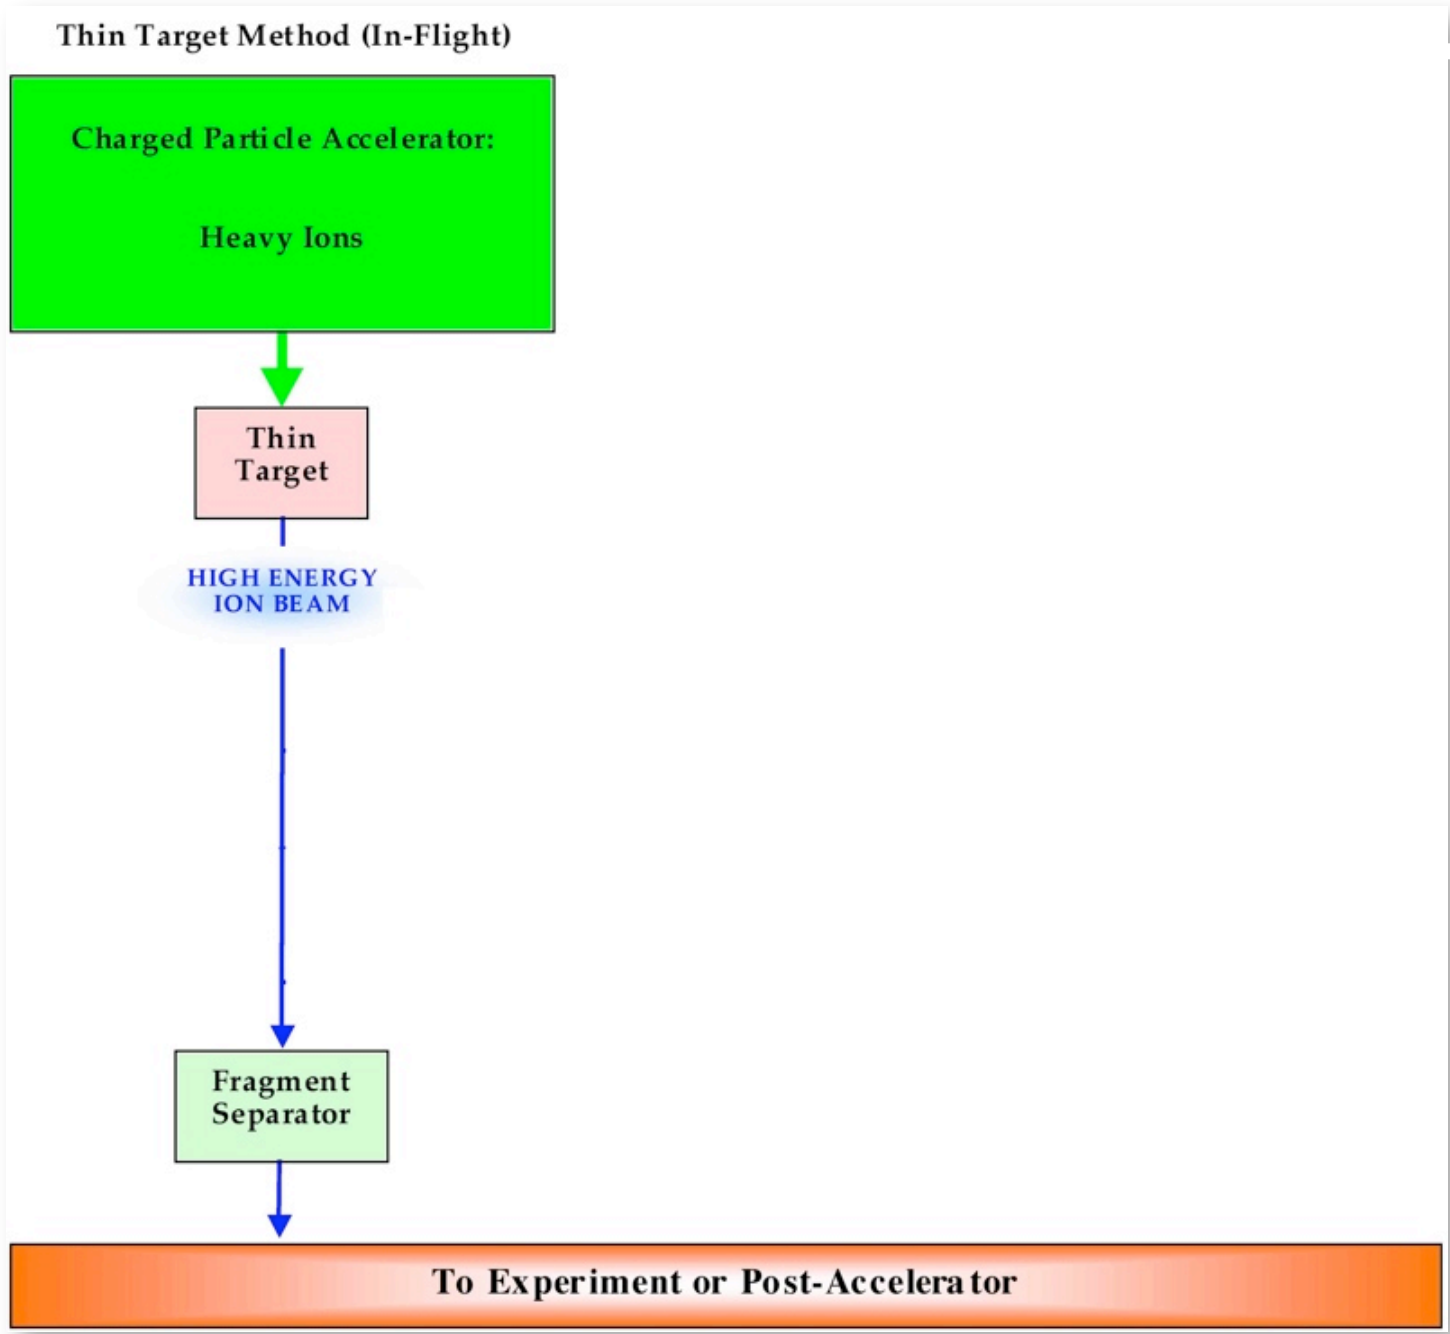 Thin Target Method (In-Flight)
Charged Particle Accelerator:
Heavy Ions
Thin
Target
HIGH ENERGY
ION BEAM
Fragment
Separator
To Experiment or Post-Accelerator